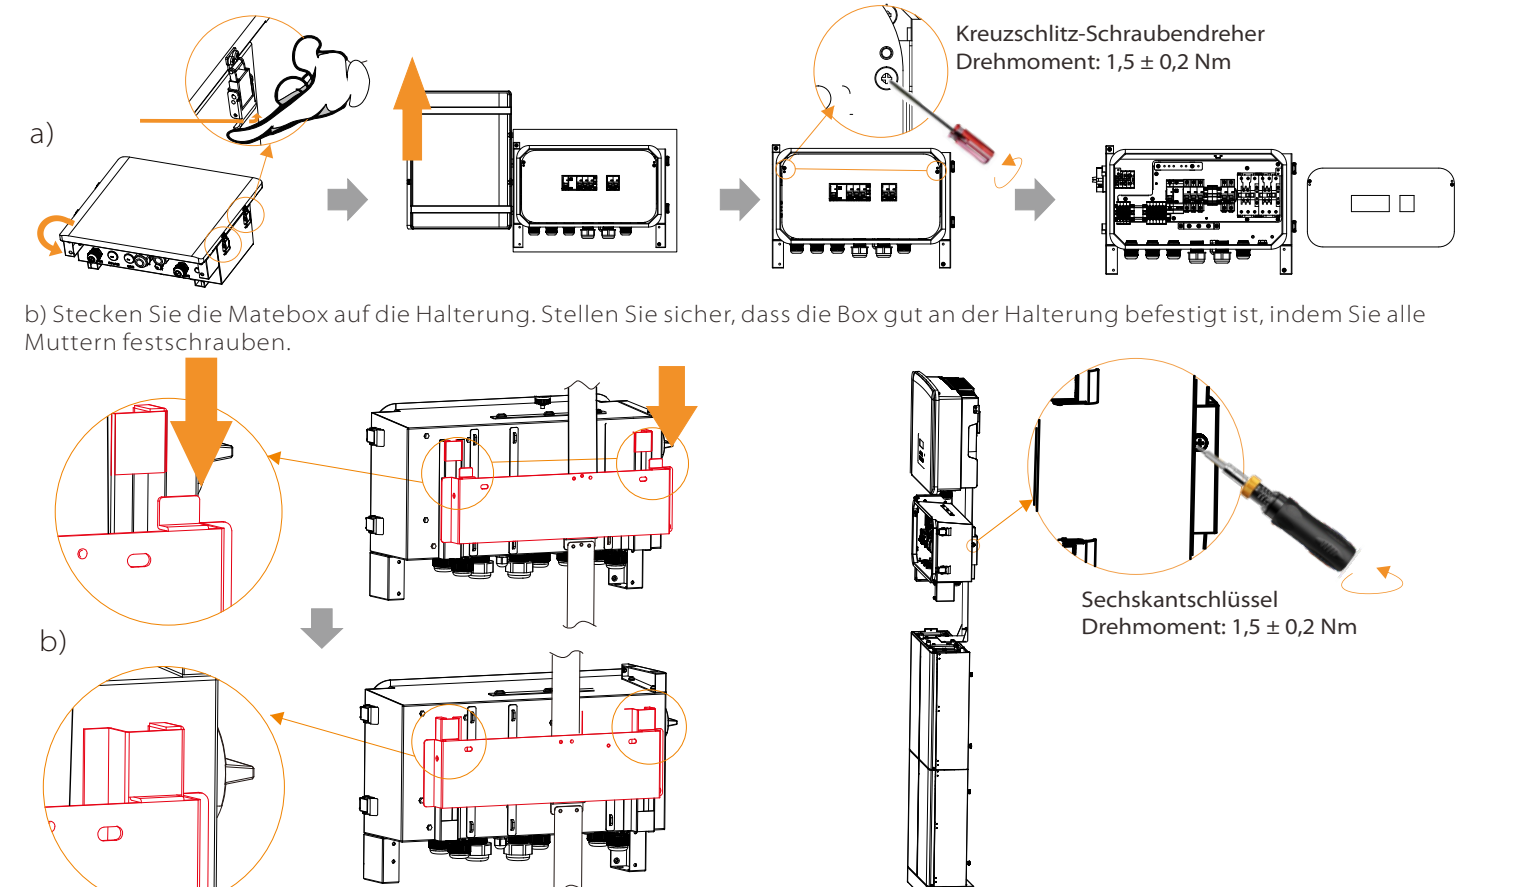 Kreuzschlitz-Schraubendreher
Drehmoment: 1,5 ± 0,2 Nm
a)
b) Stecken Sie die Matebox auf die Halterung. Stellen Sie sicher, dass die Box gut an der Halterung befestigt ist, indem Sie alle
Muttern festschrauben.
Sechskantschlüssel
Drehmoment: 1,5 ± 0,2 Nm
b)